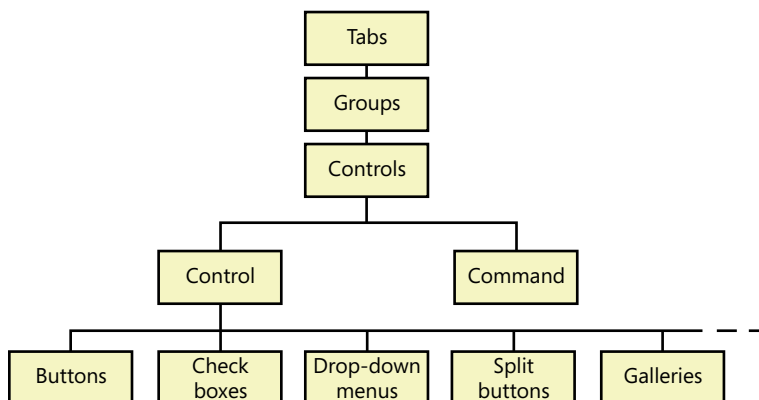 Tabs
Groups
Controls
Control
Command
Buttons
Check
boxes
Drop-down
menus
Split
buttons
Galleries